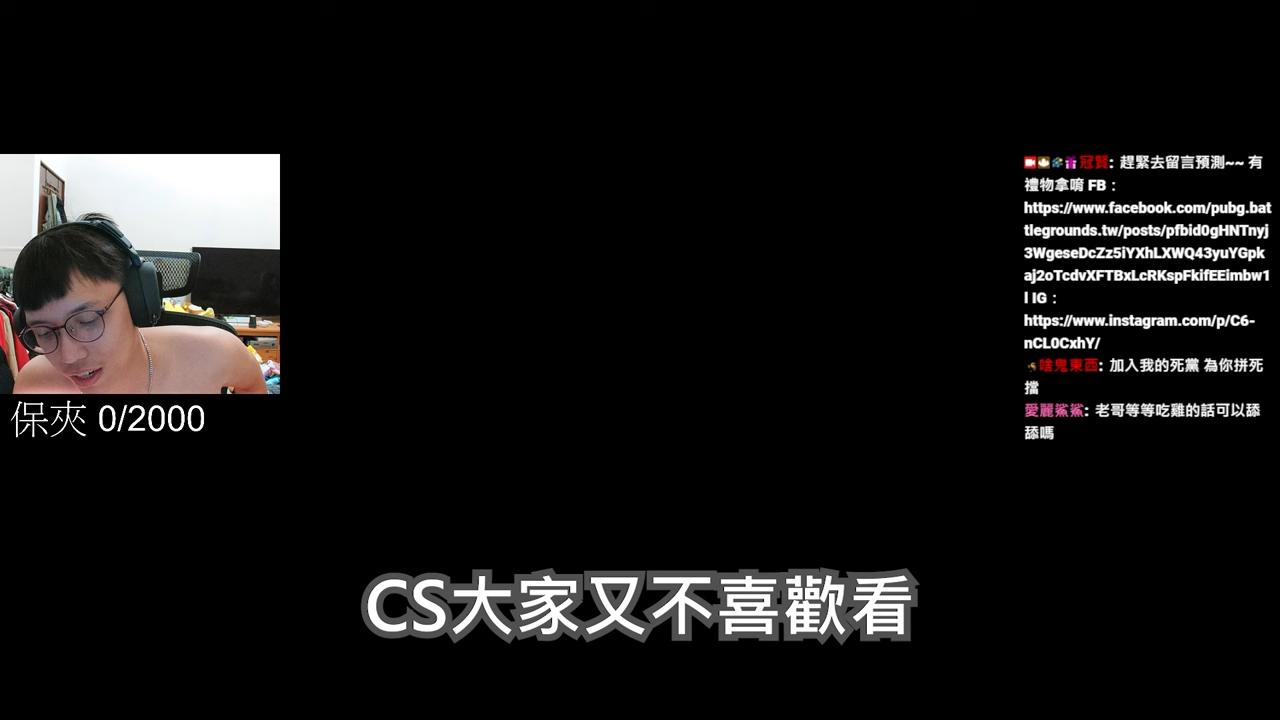 冠賢: 趕緊去留言預測~~ 有
禮物拿唷 FB：
https://www.facebook.com/pubg.bat
tlegrounds.tw/posts/pfbid0gHNTnyj
3WgeseDcZz5iYXhLXWQ43yuYGpk
aj2oTcdvXFTBxLcRKspFkifEEimbw1
l IG：
https://www.instagram.com/p/C6-
nCL0CxhY/
啥鬼東西: 加入我的死黨 為你拼死
擋
愛麗鯊鯊: 老哥等等吃雞的話可以舔
舔嗎
保夾 0/2000
CS大家又不喜歡看